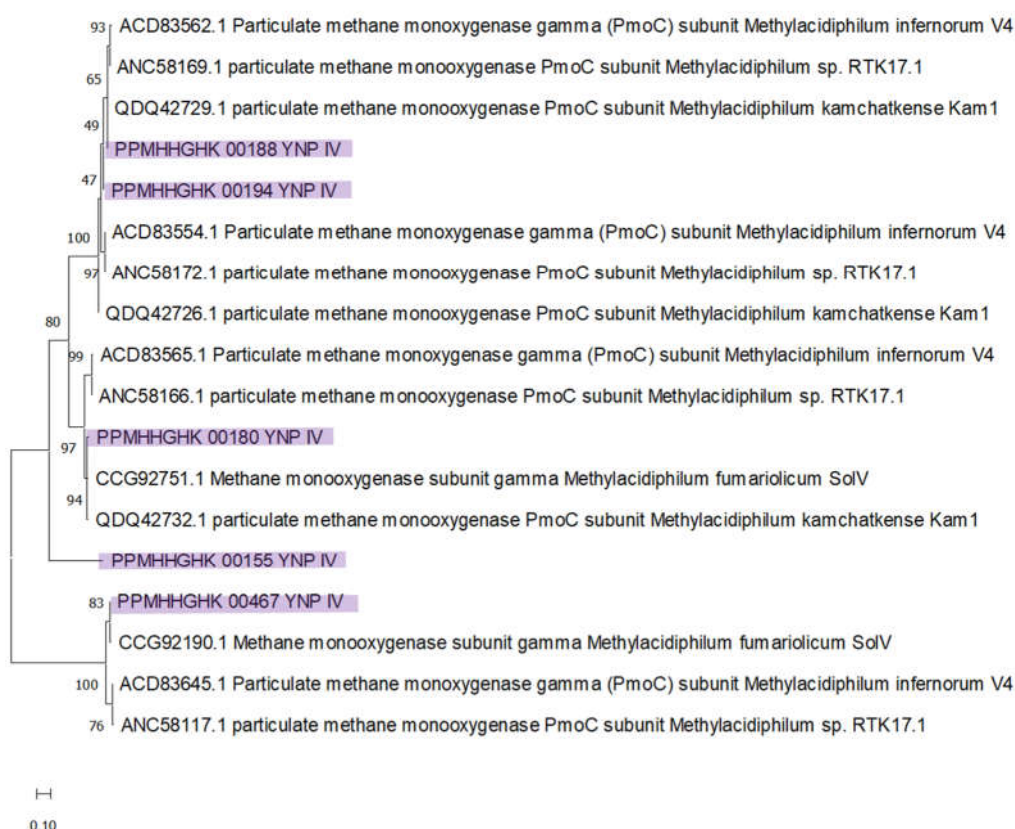 93
ACD83562.1 Particulate methane monoxygenase gamma (PmoC) subunit Methylacidiphilum infernorum V4
ANC58169.1 particulate methane monooxygenase PmoC subunit Methylacidiphilum sp. RTK17.1
65
QDQ42729.1 particulate methane monooxygenase PmoC subunit Methylacidiphilum kamchatkense Kam1
49
PPMHHGHK 00188 YNP IV
47
PPMHHGHK 00194 YNP IV
ACD83554.1 Particulate methane monoxygenase gamma (PmoC) subunit Methylacidiphilum infernorum V4
100
97
ANC58172.1 particulate methane monooxygenase PmoC subunit Methylacidiphilum sp. RTK17.1
QDQ42726.1 particulate methane monooxygenase PmoC subunit Methylacidiphilum kamchatkense Kam1
80
99
ACD83565.1 Particulate methane monoxygenase gamma (PmoC) subunit Methylacidiphilum infernorum V4
ANC58166.1 particulate methane monooxygenase PmoC subunit Methylacidiphilum sp. RTK17.1
PPMHHGHK 00180 YNP IV
97
CCG92751.1 Methane monooxygenase subunit gamma Methylacidiphilum fumariolicum SolV
94
QDQ42732.1 particulate methane monooxygenase PmoC subunit Methylacidiphilum kamchatkense Kam1
PPMHHGHK 00155 YNP IV
83
PPMHHGHK 00467 YNP IV
CCG92190.1 Methane monooxygenase subunit gamma Methylacidiphilum fumariolicum SolV
100
ACD83645.1 Particulate methane monoxygenase gamma (PmoC) subunit Methylacidiphilum infernorum V4
76
ANC58117.1 particulate methane monooxygenase PmoC subunit Methylacidiphilum sp. RTK17.1
0.10